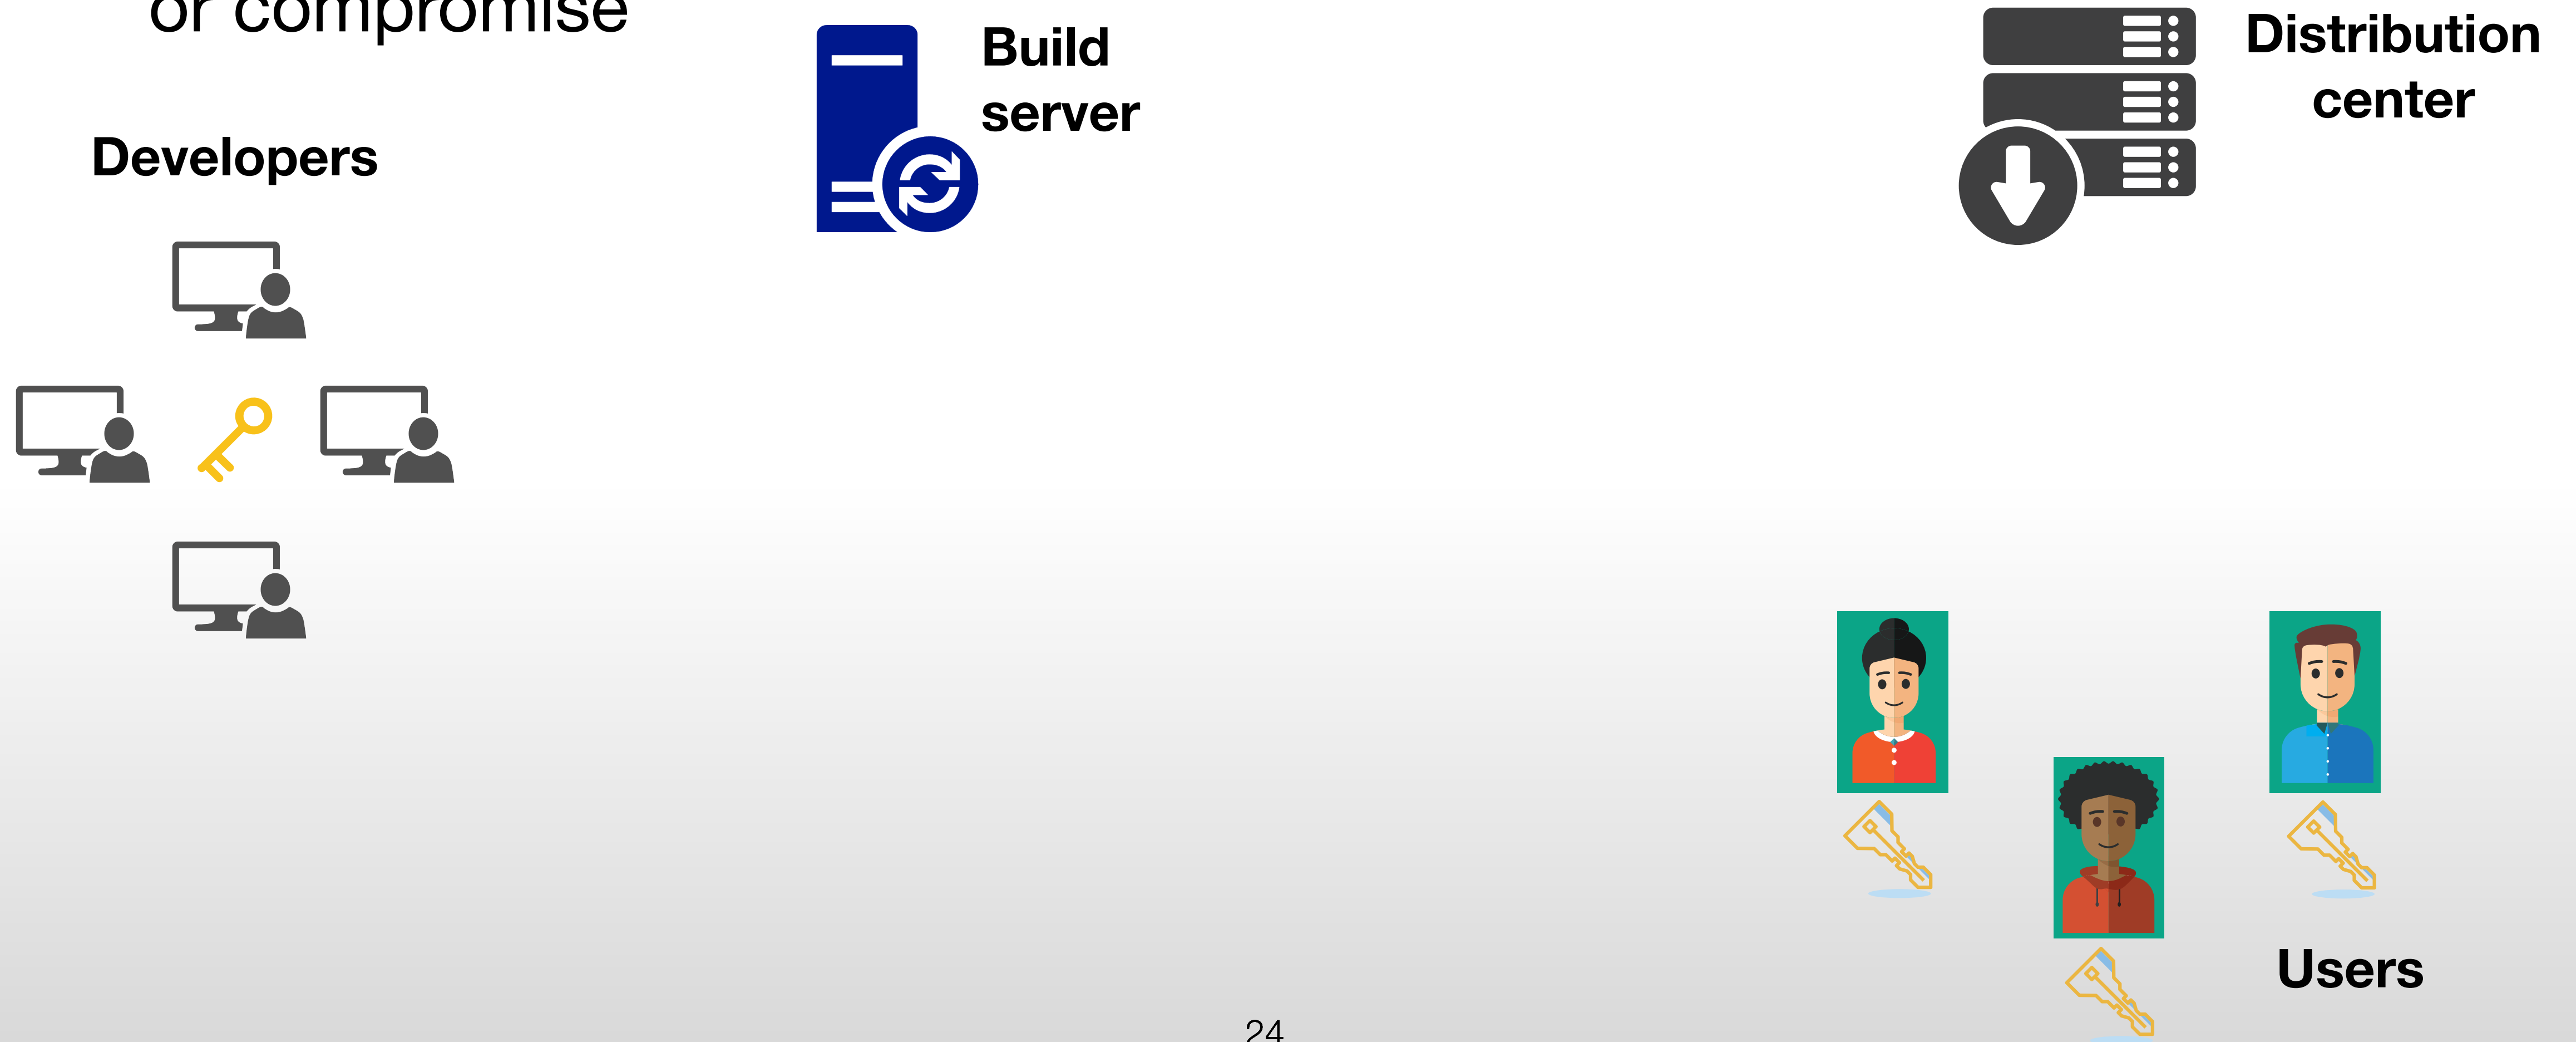 or compromise
Build
server
Distribution
center
Developers
Users
24